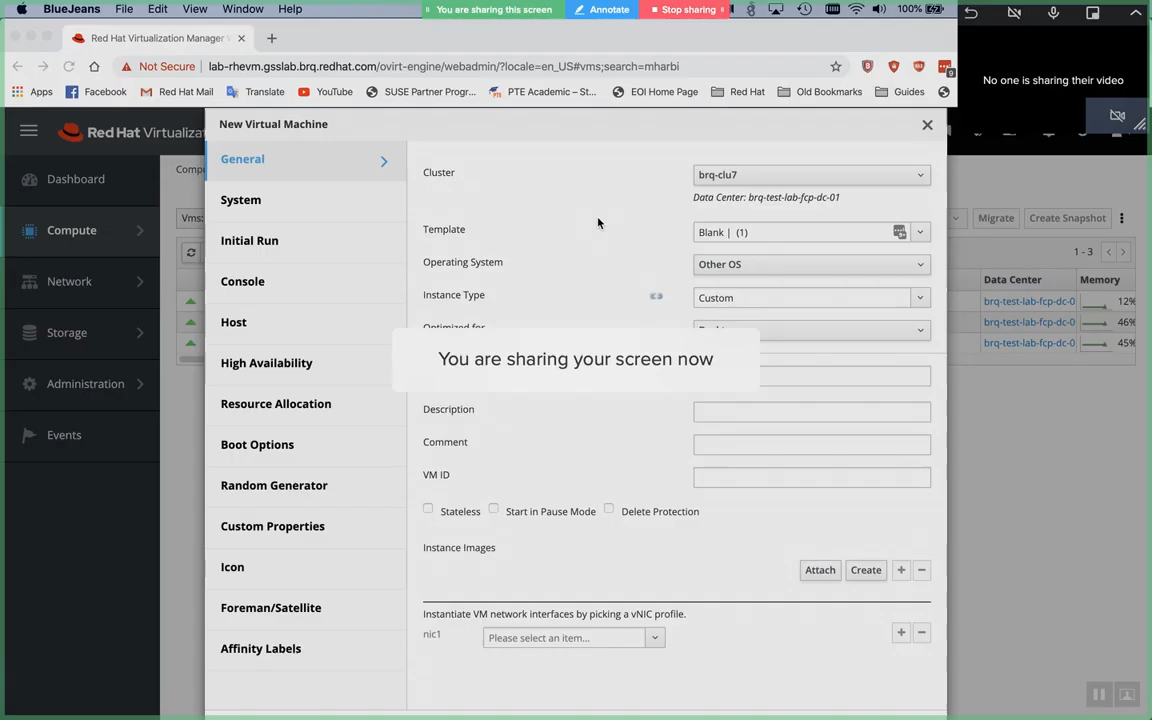 BlueJeans File Edit View Window Help
You are sharing this screen
Annotate
Stop sharing
100%
Red Hat Virtualization Manager
Not Secure | lab-rhevm.gsslab.brq.redhat.com/ovirt-engine/webadmin/?locale=en_US#vms;search=mharbi
Apps Facebook Red Hat Mail Translate YouTube SUSE Partner Progr... PTE Academic – St... EOI Home Page Red Hat Old Bookmarks Guides
9
No one is sharing their video
Red Hat Virtualiza
Dashboard
Compute
Network
Storage
Administration
Events
Compu
Vms:
Migrate
Create Snapshot
1 - 3
Data Center Memory
brq-test-lab-fcp-dc-0 12%
brq-test-lab-fcp-dc-0 46%
brq-test-lab-fcp-dc-0 45%
New Virtual Machine
General
System
Initial Run
Console
Host
High Availability
Resource Allocation
Boot Options
Random Generator
Custom Properties
Icon
Foreman/Satellite
Affinity Labels
Cluster brq-clu7
Data Center: brq-test-lab-fcp-dc-01
Template Blank | (1)
Operating System Other OS
Instance Type Custom
Optimized for
You are sharing your screen now
Description
Comment
VM ID
Stateless Start in Pause Mode Delete Protection
Instance Images
Attach Create + −
Instantiate VM network interfaces by picking a vNIC profile.
nic1 Please select an item... + −